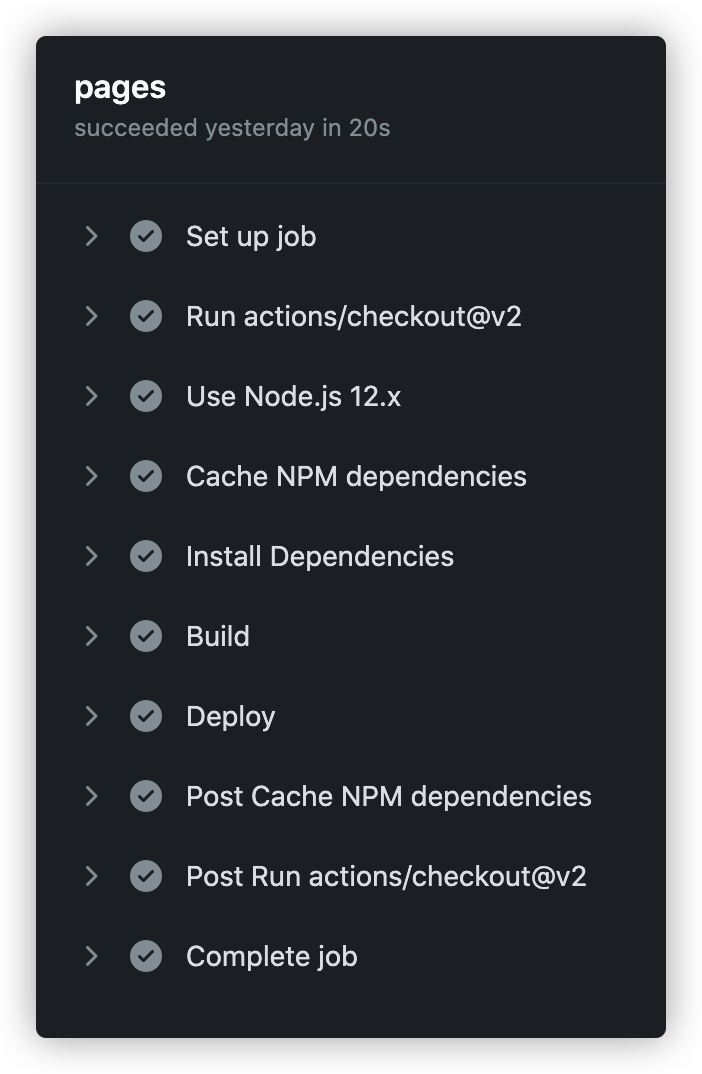 pages
succeeded yesterday in 20s
Set up job
Run actions/checkout@v2
Use Node.js 12.x
Cache NPM dependencies
Install Dependencies
Build
Deploy
Post Cache NPM dependencies
Post Run actions/checkout@v2
Complete job